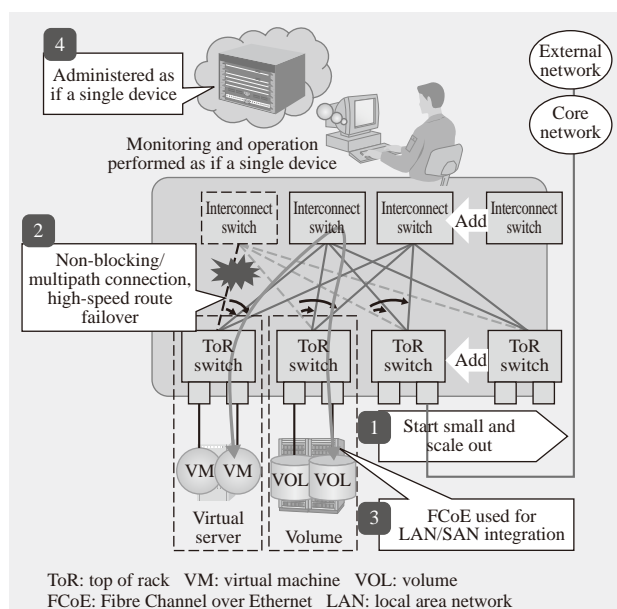 4
Administered as
if a single device
External
network
Core
network
Monitoring and operation
performed as if a single device
Interconnect
switch
Interconnect
switch
Interconnect
switch
Add
Interconnect
switch
2
Non-blocking/
multipath connection,
high-speed route
failover
ToR
switch
ToR
switch
ToR
switch
Add
ToR
switch
1
Start small and
scale out
VM
VM
VOL
VOL
Virtual
server
Volume
3
FCoE used for
LAN/SAN integration
ToR: top of rack VM: virtual machine VOL: volume
FCoE: Fibre Channel over Ethernet LAN: local area network